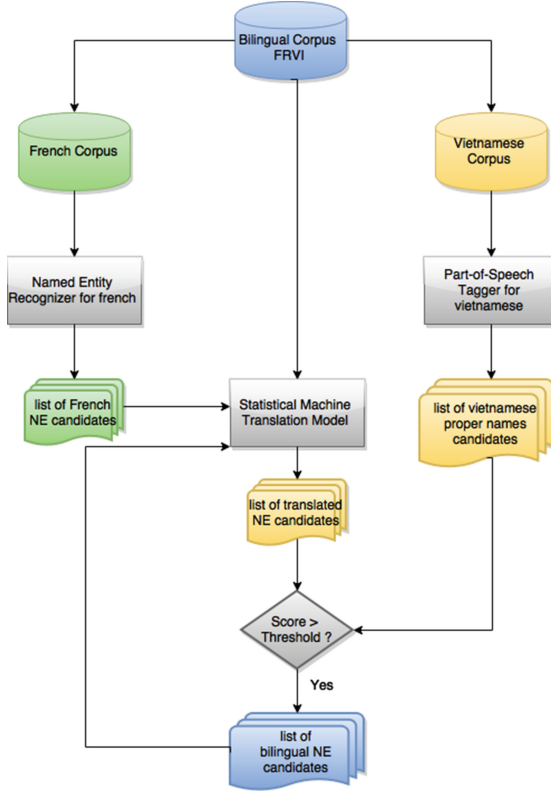 Bilingual Corpus
FRVI
French Corpus
Vietnamese
Corpus
Named Entity
Recognizer for french
Part-of-Speech
Tagger for
vietnamese
list of French
NE candidates
Statistical Machine
Translation Model
list of vietnamese
proper names
candidates
list of translated
NE candidates
Score >
Threshold ?
Yes
list of
bilingual NE
candidates